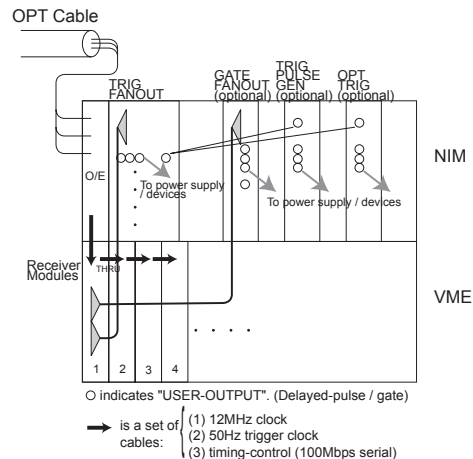 OPT Cable
TRIG
FANOUT
GATE
FANOUT
(optional)
TRIG
PULSE
GEN
(optional)
OPT
TRIG
(optional)
NIM
O/E
To power supply
/ devices
To power supply / devices
Receiver
Modules
THRU
VME
1 2 3 4
O indicates "USER-OUTPUT". (Delayed-pulse / gate)
is a set of
cables:
(1) 12MHz clock
(2) 50Hz trigger clock
(3) timing-control (100Mbps serial)